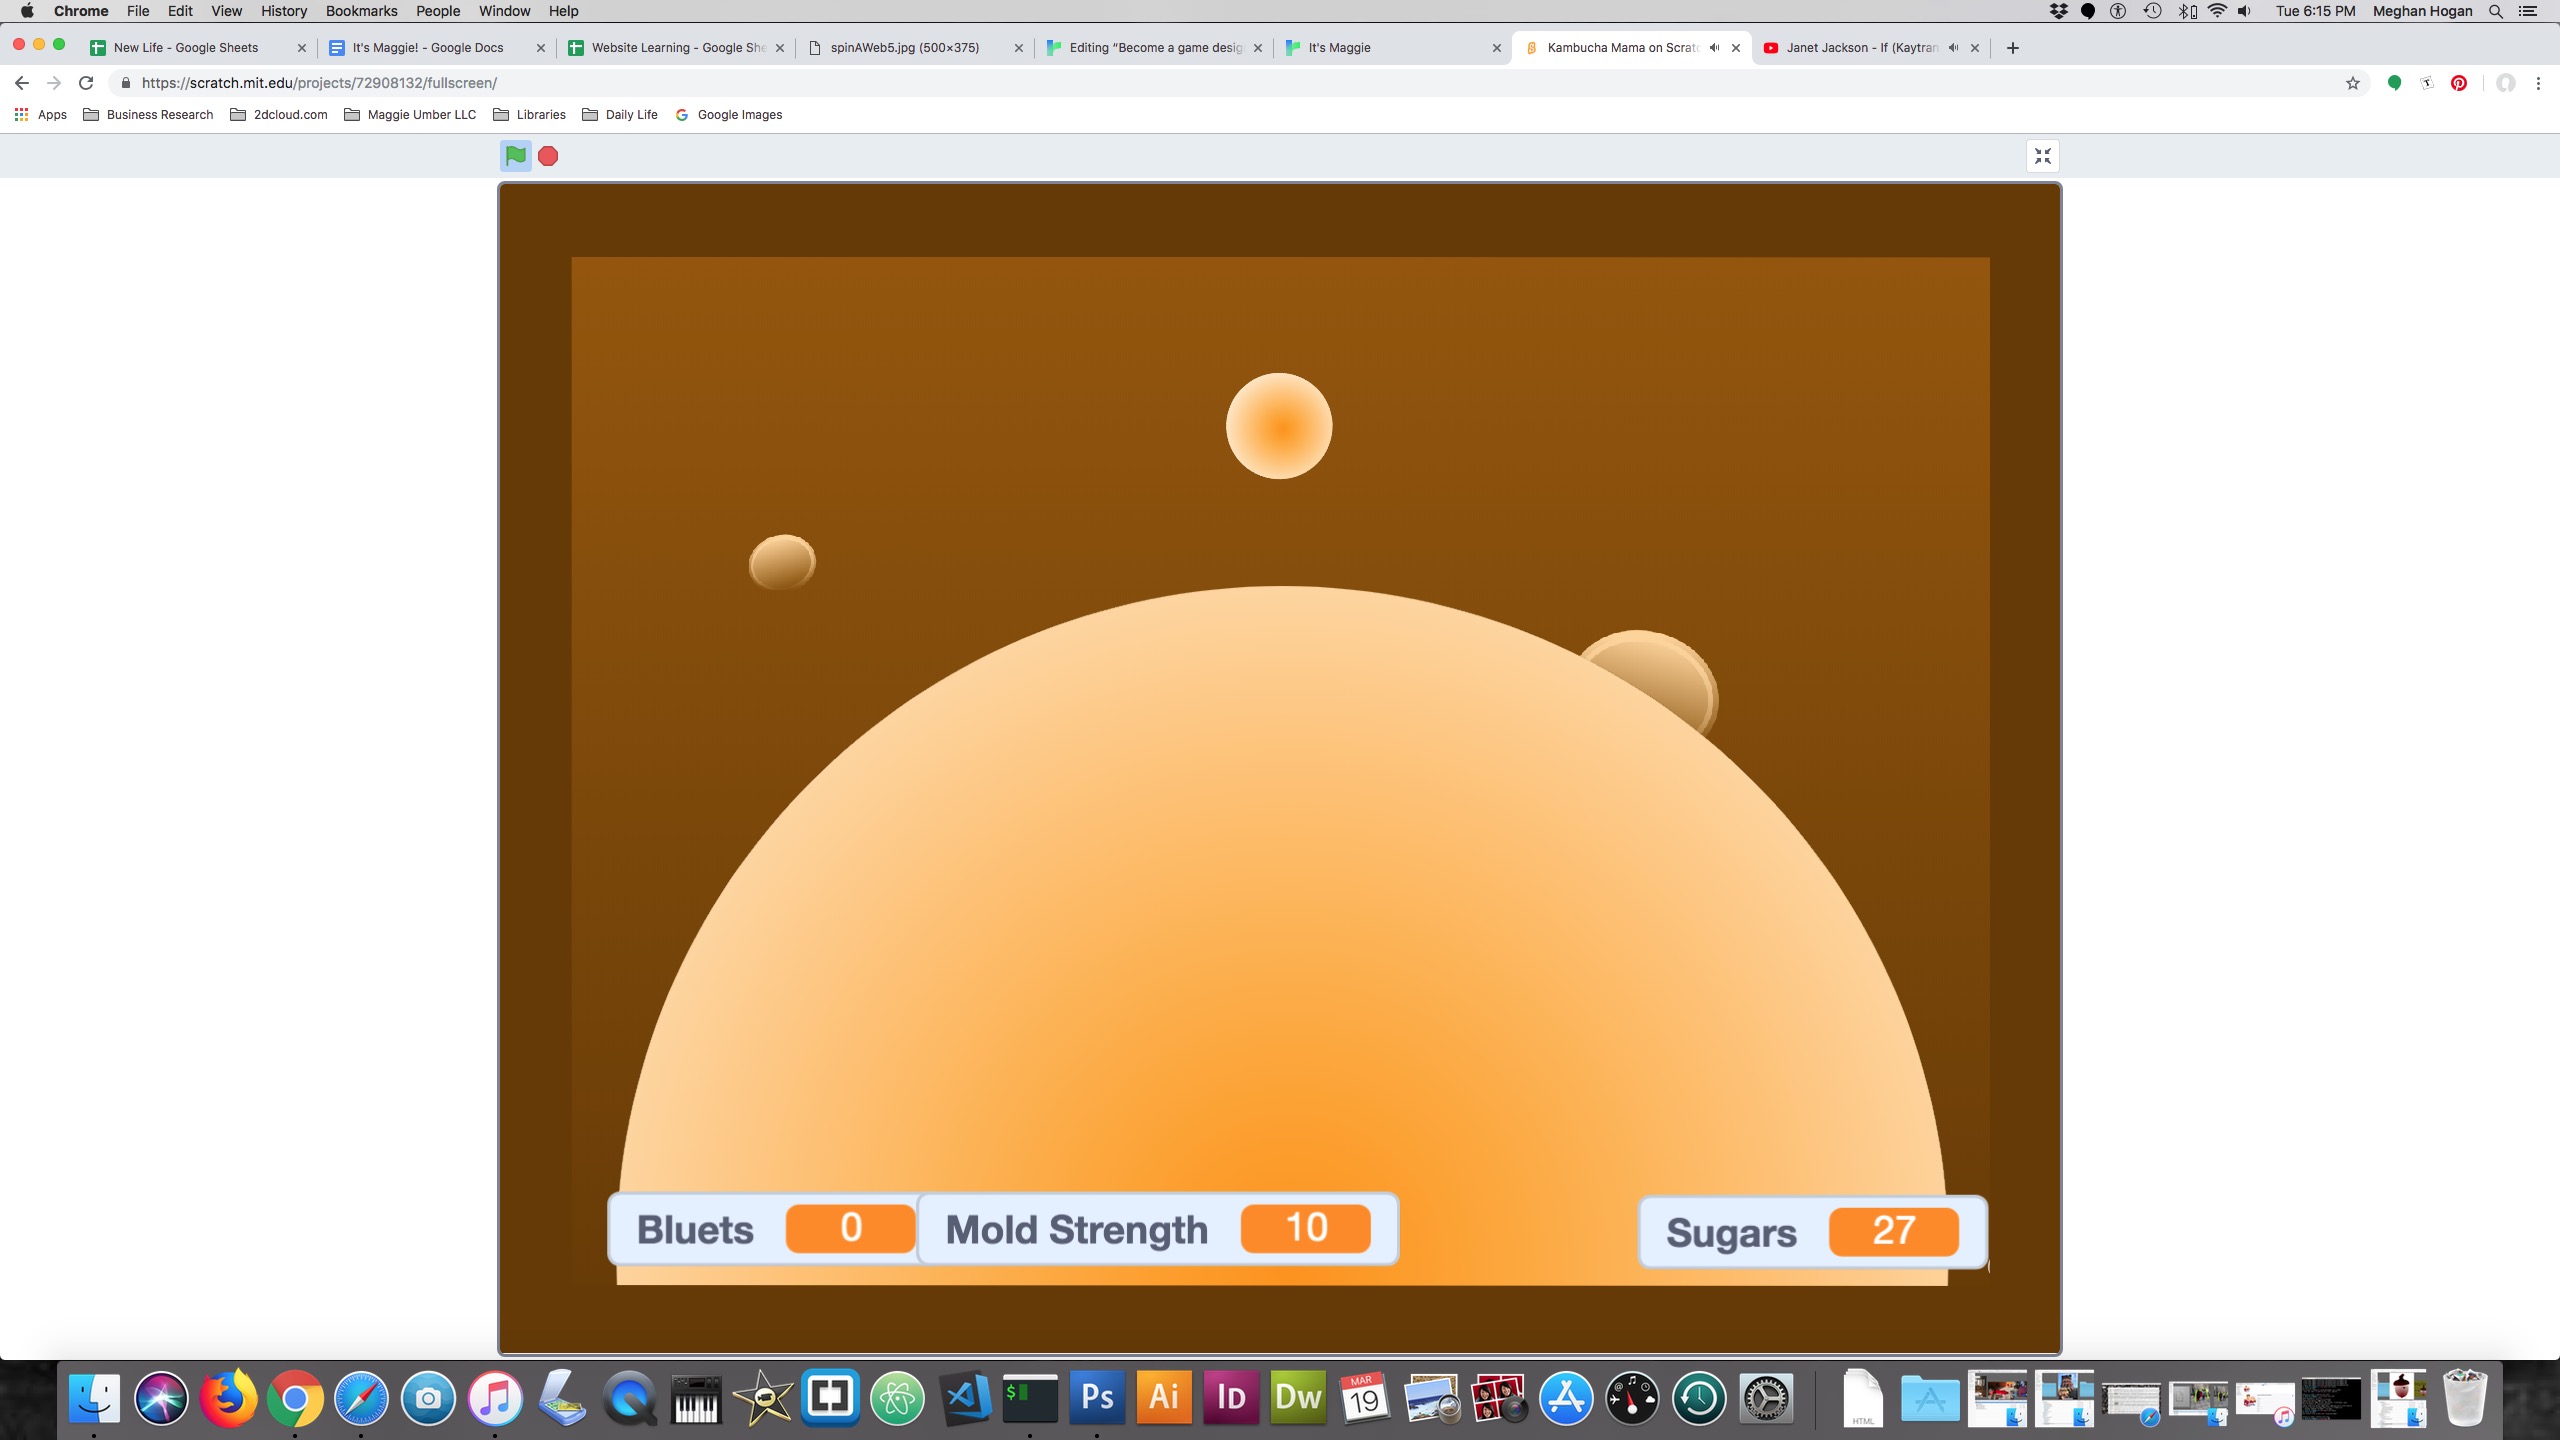 Chrome File Edit View History Bookmarks People Window Help Tue 6:15 PM Meghan Hogan
New Life - Google Sheets It's Maggie! - Google Docs Website Learning - Google She spinAWeb5.jpg (500×375) Editing “Become a game desig It's Maggie Kambucha Mama on Scratc Janet Jackson - If (Kaytran
https://scratch.mit.edu/projects/72908132/fullscreen/
Apps Business Research 2dcloud.com Maggie Umber LLC Libraries Daily Life Google Images
Bluets 0 Mold Strength 10 Sugars 27
$ Ps Ai Id Dw MAR 19 HTML